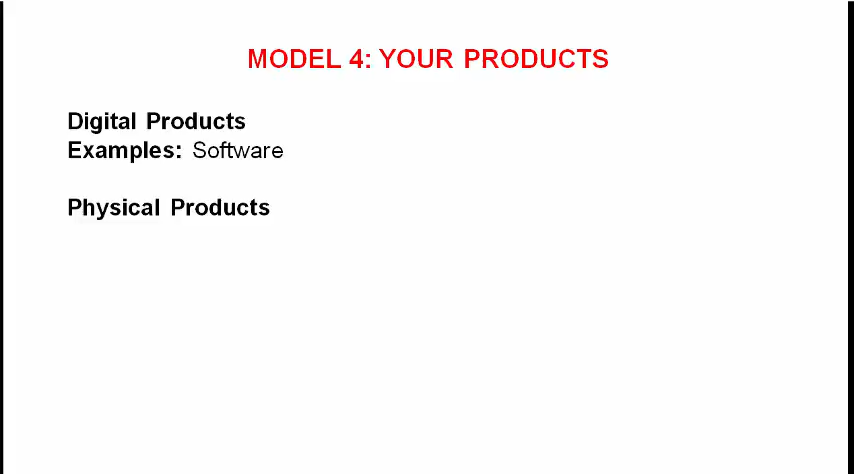 MODEL 4: YOUR PRODUCTS
Digital Products
Examples: Software
Physical Products